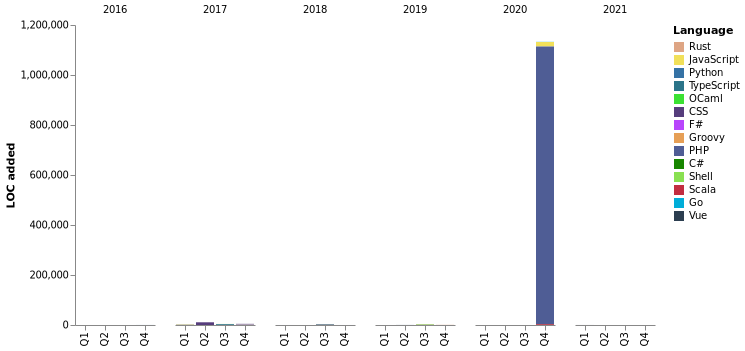 2016 2017 2018 2019 2020 2021
LOC added
1,200,000
1,000,000
800,000
600,000
400,000
200,000
0
Q1 Q2 Q3 Q4 Q1 Q2 Q3 Q4 Q1 Q2 Q3 Q4 Q1 Q2 Q3 Q4 Q1 Q2 Q3 Q4 Q1 Q2 Q3 Q4
Language
Rust
JavaScript
Python
TypeScript
OCaml
CSS
F#
Groovy
PHP
C#
Shell
Scala
Go
Vue